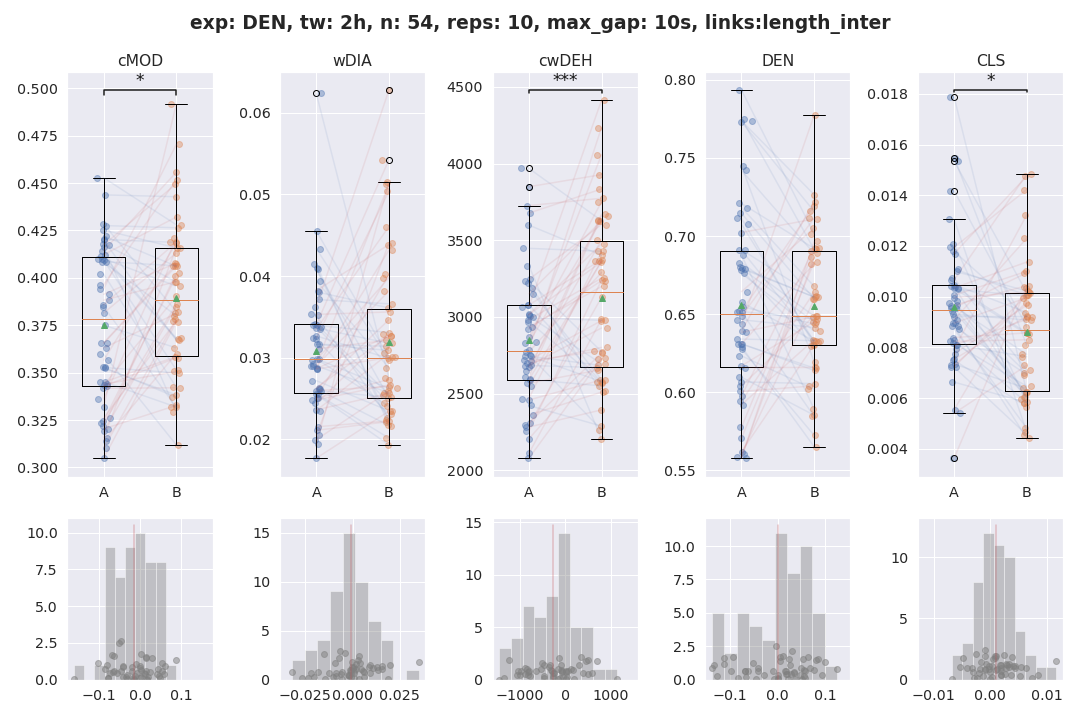 exp: DEN, tw: 2h, n: 54, reps: 10, max_gap: 10s, links:length_inter
cMOD wDIA cwDEH DEN CLS
* *** *
0.500 0.475 0.450 0.425 0.400 0.375 0.350 0.325 0.300
A B
0.06 0.05 0.04 0.03 0.02
A B
4500 4000 3500 3000 2500 2000
A B
0.80 0.75 0.70 0.65 0.60 0.55
A B
0.018 0.016 0.014 0.012 0.010 0.008 0.006 0.004
A B
10.0 7.5 5.0 2.5 0.0
−0.1 0.0 0.1
15 10 5 0
−0.025 0.000 0.025
15 10 5 0
−1000 0 1000
10.0 7.5 5.0 2.5 0.0
−0.1 0.0 0.1
10 5 0
−0.01 0.00 0.01